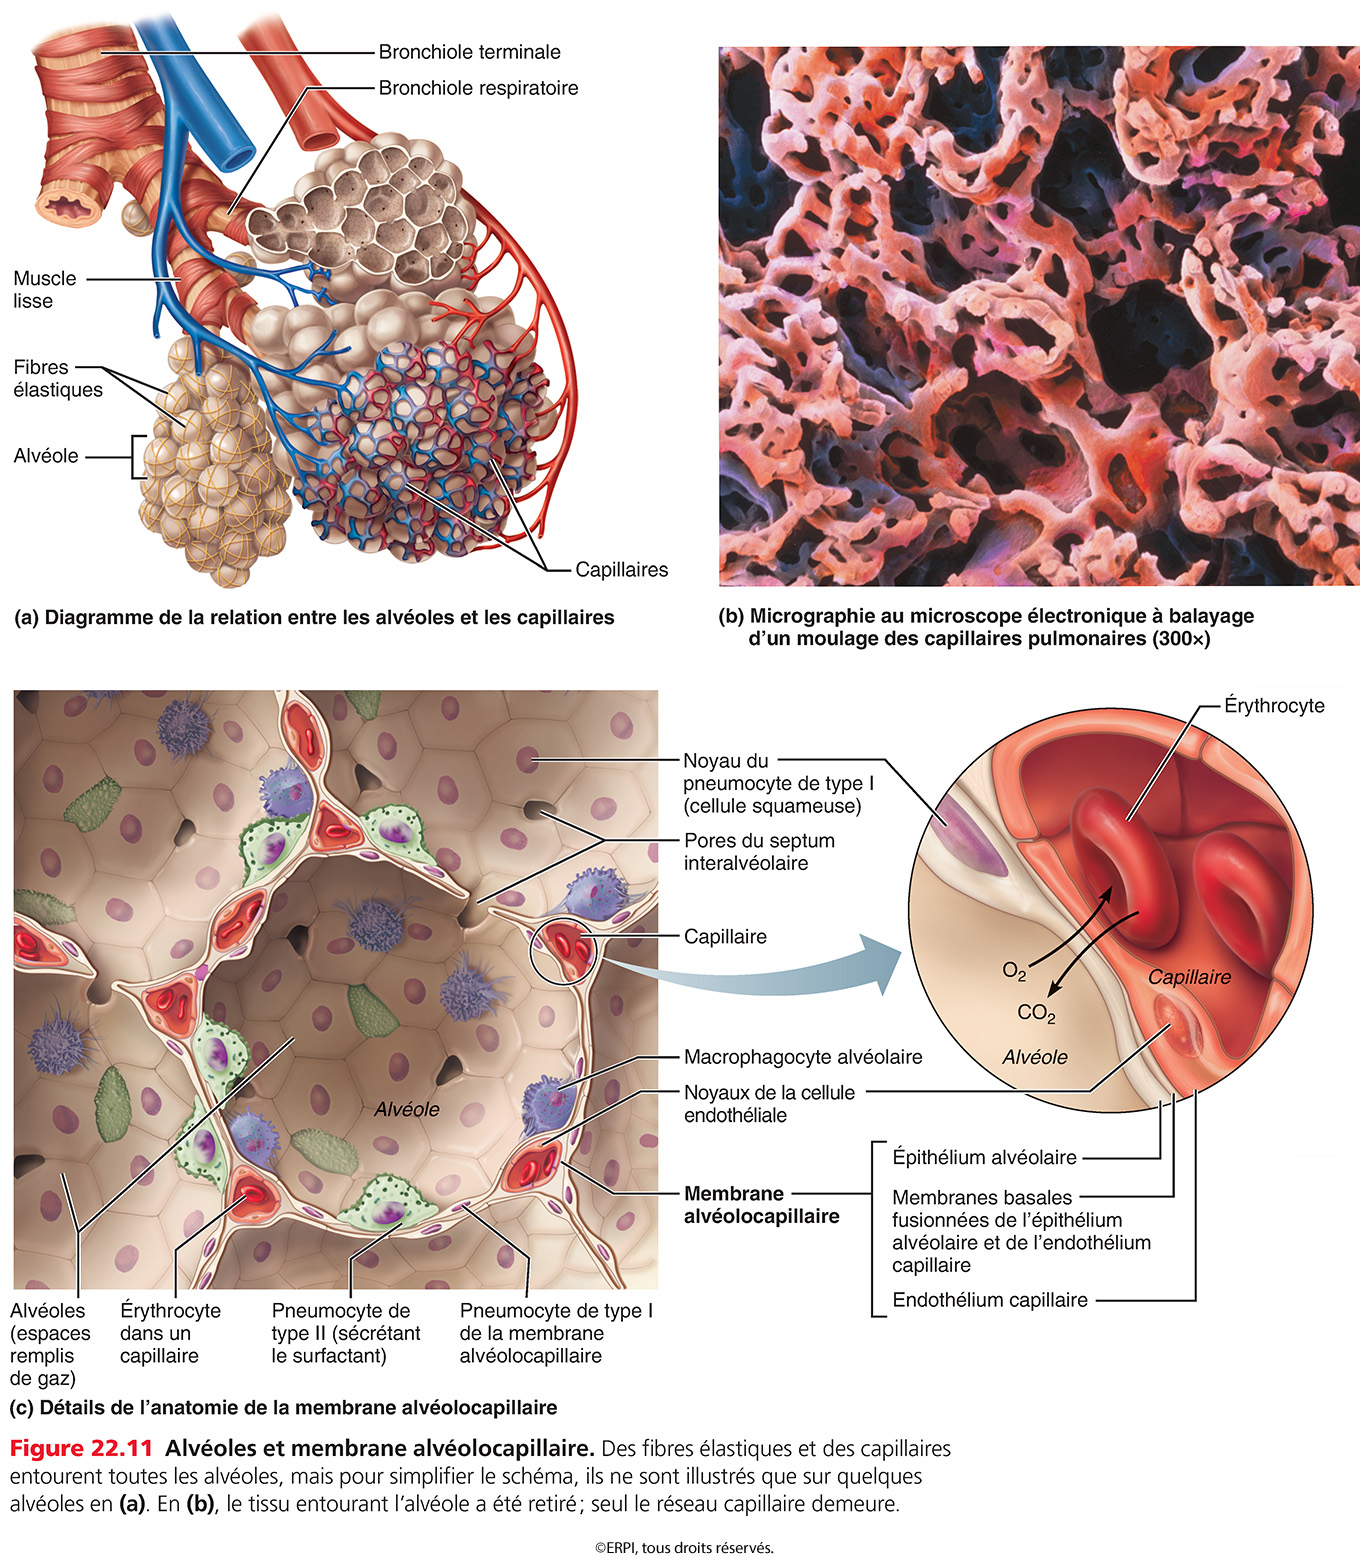 Bronchiole terminale
Bronchiole respiratoire
Muscle
lisse
Fibres
élastiques
Alvéole
Capillaires
(a) Diagramme de la relation entre les alvéoles et les capillaires
(b) Micrographie au microscope électronique à balayage
d’un moulage des capillaires pulmonaires (300×)
Érythrocyte
Noyau du
pneumocyte de type I
(cellule squameuse)
Pores du septum
interalvéolaire
Capillaire
Capillaire
O2
CO2
Alvéole
Macrophagocyte alvéolaire
Noyaux de la cellule
endothéliale
Alvéole
Membrane
alvéolocapillaire
Épithélium alvéolaire
Membranes basales
fusionnées de l’épithélium
alvéolaire et de l’endothélium
capillaire
Endothélium capillaire
Alvéoles
(espaces
remplis
de gaz)
Érythrocyte
dans un
capillaire
Pneumocyte de
type II (sécrétant
le surfactant)
Pneumocyte de type I
de la membrane
alvéolocapillaire
(c) Détails de l’anatomie de la membrane alvéolocapillaire
Figure 22.11 Alvéoles et membrane alvéolocapillaire. Des fibres élastiques et des capillaires
entourent toutes les alvéoles, mais pour simplifier le schéma, ils ne sont illustrés que sur quelques
alvéoles en (a). En (b), le tissu entourant l’alvéole a été retiré ; seul le réseau capillaire demeure.
©ERPI, tous droits réservés.